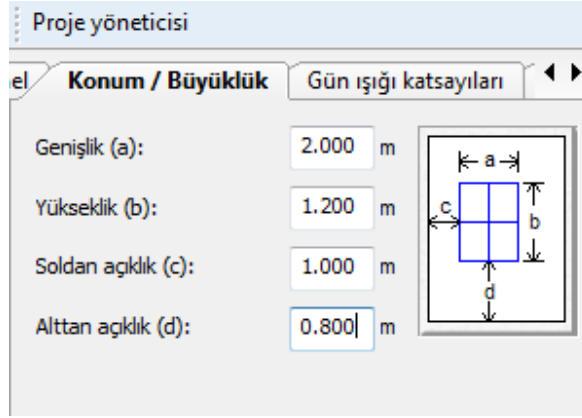 Proje yöneticisi
el Konum / Büyüklük Gün ışığı katsayıları
Genişlik (a): 2.000 m
Yükseklik (b): 1.200 m
Soldan açıklık (c): 1.000 m
Alttan açıklık (d): 0.800 m
a
c
b
d